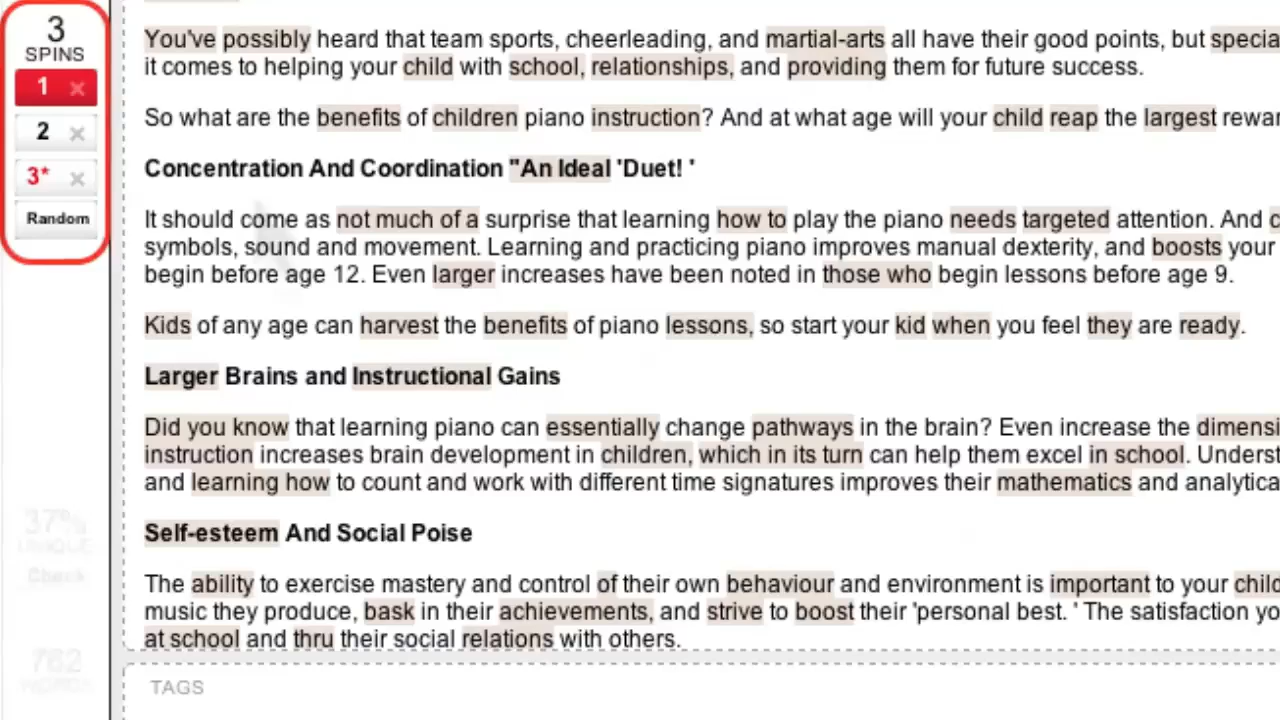 3
SPINS
1 ×
2 ×
3* ×
Random
37%
UNIQUE
Check
762
WORDS
You've possibly heard that team sports, cheerleading, and martial-arts all have their good points, but specia
it comes to helping your child with school, relationships, and providing them for future success.
So what are the benefits of children piano instruction? And at what age will your child reap the largest rewar
Concentration And Coordination "An Ideal 'Duet! '
It should come as not much of a surprise that learning how to play the piano needs targeted attention. And c
symbols, sound and movement. Learning and practicing piano improves manual dexterity, and boosts your
begin before age 12. Even larger increases have been noted in those who begin lessons before age 9.
Kids of any age can harvest the benefits of piano lessons, so start your kid when you feel they are ready.
Larger Brains and Instructional Gains
Did you know that learning piano can essentially change pathways in the brain? Even increase the dimensi
instruction increases brain development in children, which in its turn can help them excel in school. Underst
and learning how to count and work with different time signatures improves their mathematics and analytica
Self-esteem And Social Poise
The ability to exercise mastery and control of their own behaviour and environment is important to your child
music they produce, bask in their achievements, and strive to boost their 'personal best. ' The satisfaction yo
at school and thru their social relations with others.
TAGS